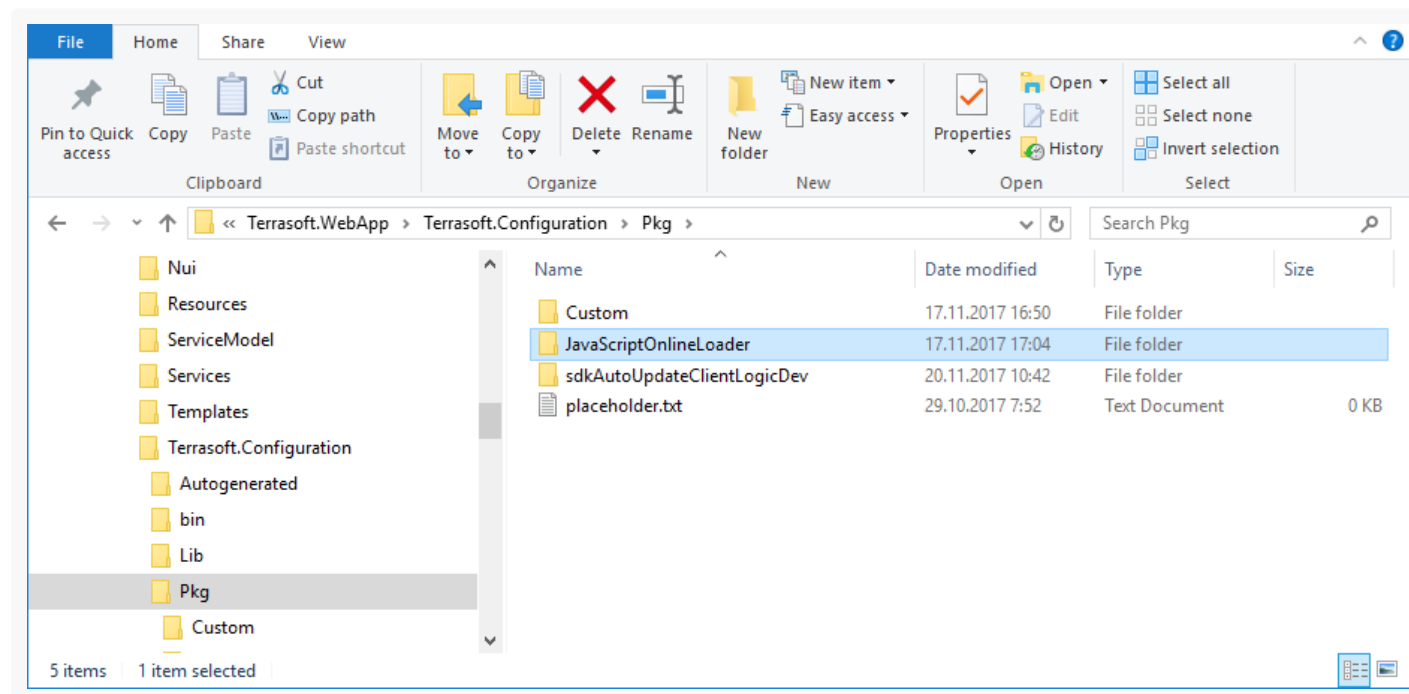 File Home Share View
Cut
New item
Open
Select all
Copy path
Easy access
Edit
Select none
Pin to Quick access
Copy
Paste
Paste shortcut
Move to
Copy to
Delete
Rename
New folder
Properties
History
Invert selection
Clipboard Organize New Open Select
« Terrasoft.WebApp > Terrasoft.Configuration > Pkg > Search Pkg
Name Date modified Type Size
Nui
Resources
ServiceModel
Services
Templates
Terrasoft.Configuration
Autogenerated
bin
Lib
Pkg
Custom
Custom 17.11.2017 16:50 File folder
JavaScriptOnlineLoader 17.11.2017 17:04 File folder
sdkAutoUpdateClientLogicDev 20.11.2017 10:42 File folder
placeholder.txt 29.10.2017 7:52 Text Document 0 KB
5 items 1 item selected